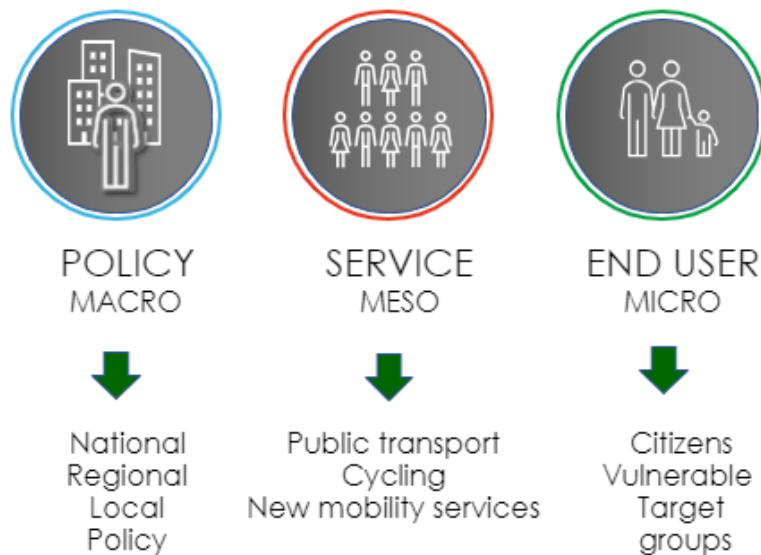 POLICY
MACRO
National
Regional
Local
Policy
SERVICE
MESO
Public transport
Cycling
New mobility services
END USER
MICRO
Citizens
Vulnerable
Target
groups